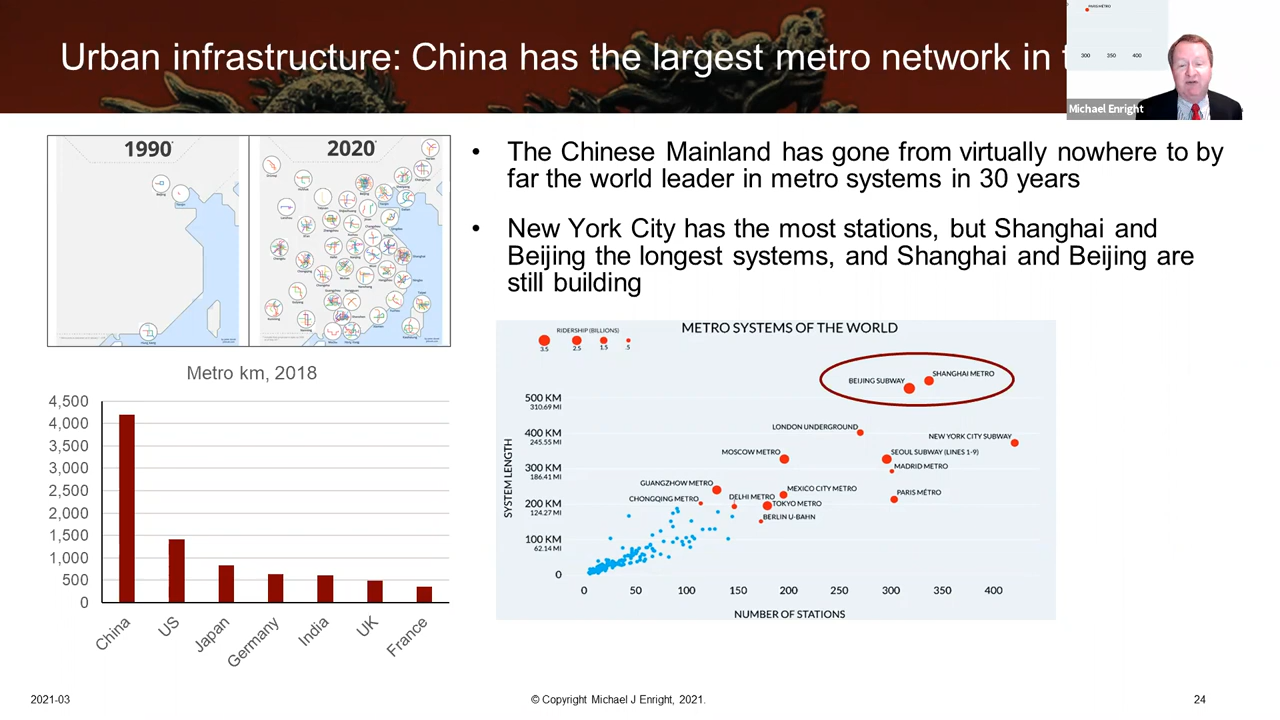 Urban infrastructure: China has the largest metro network in
300 350 400
Michael Enright
1990
2020
• The Chinese Mainland has gone from virtually nowhere to by
far the world leader in metro systems in 30 years
• New York City has the most stations, but Shanghai and
Beijing the longest systems, and Shanghai and Beijing are
still building
Metro km, 2018
4,500
4,000
3,500
3,000
2,500
2,000
1,500
1,000
500
0
China US Japan Germany India UK France
METRO SYSTEMS OF THE WORLD
RIDERSHIP (BILLIONS)
3.5 2.5 1.5 .5
SYSTEM LENGTH
500 KM
310.69 MI
400 KM
245.55 MI
300 KM
186.41 MI
200 KM
124.27 MI
100 KM
62.14 MI
0
SHANGHAI METRO
BEIJING SUBWAY
LONDON UNDERGROUND
NEW YORK CITY SUBWAY
MOSCOW METRO
SEOUL SUBWAY (LINES 1-9)
MADRID METRO
GUANGZHOW METRO
MEXICO CITY METRO
PARIS MÉTRO
CHONGQING METRO
DELHI METRO
TOKYO METRO
BERLIN U-BAHN
0 50 100 150 200 250 300 350 400
NUMBER OF STATIONS
2021-03
© Copyright Michael J Enright, 2021.
24